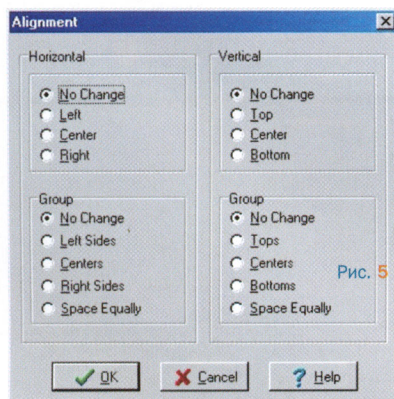 Alignment
Horizontal
No Change
Left
Center
Right
Group
No Change
Left Sides
Centers
Right Sides
Space Equally
Vertical
No Change
Top
Center
Bottom
Group
No Change
Tops
Centers
Bottoms
Space Equally
Рис. 5
OK
Cancel
Help